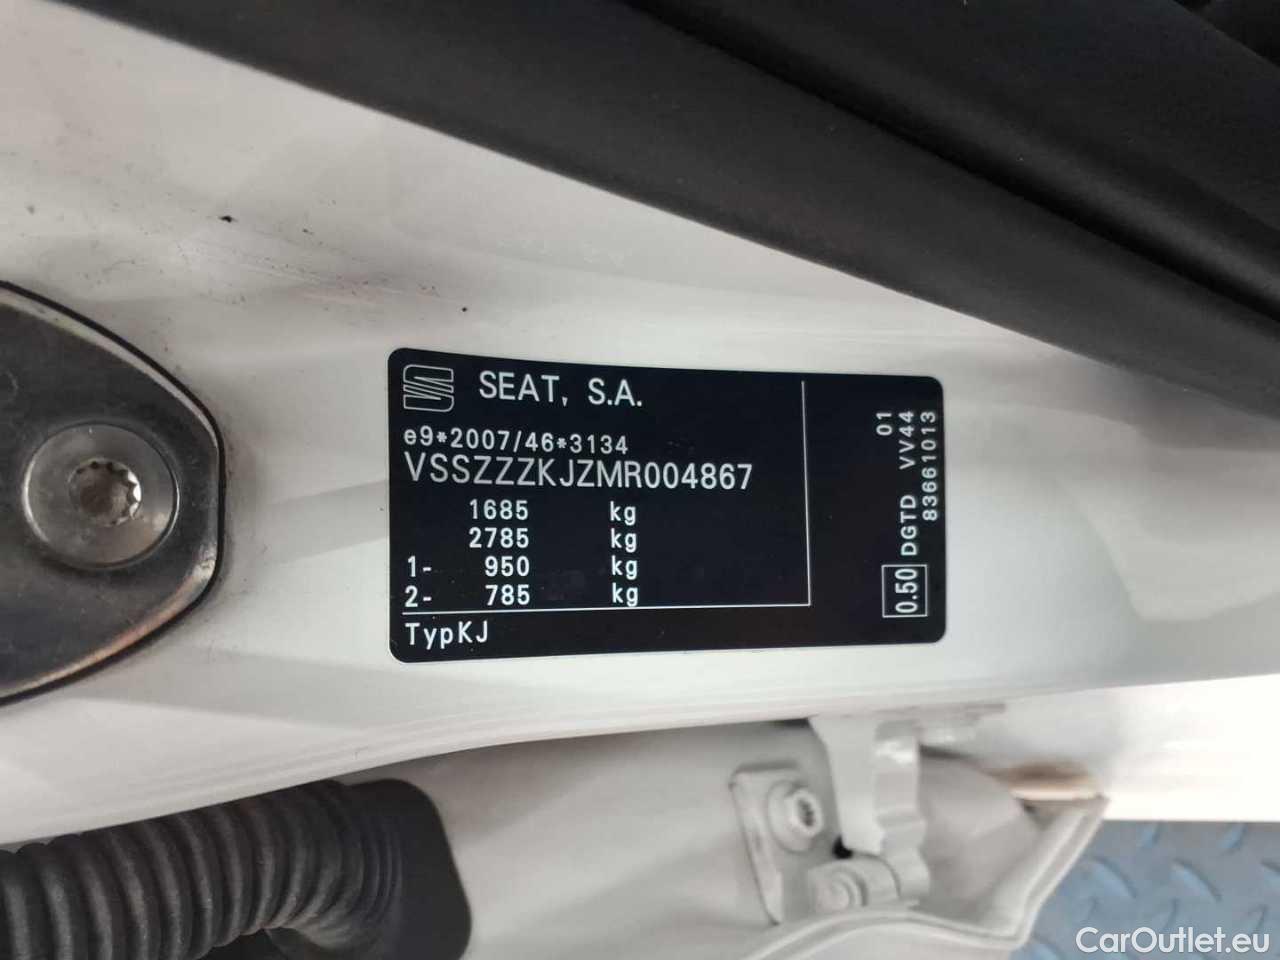 SEAT, S.A.
e9*2007/46*3134
VSSZZZKJZMR004867
1685 kg
2785 kg
1- 950 kg
2- 785 kg
TypKJ
01
0.50 DGTD VV44
83661013
CarOutlet.eu